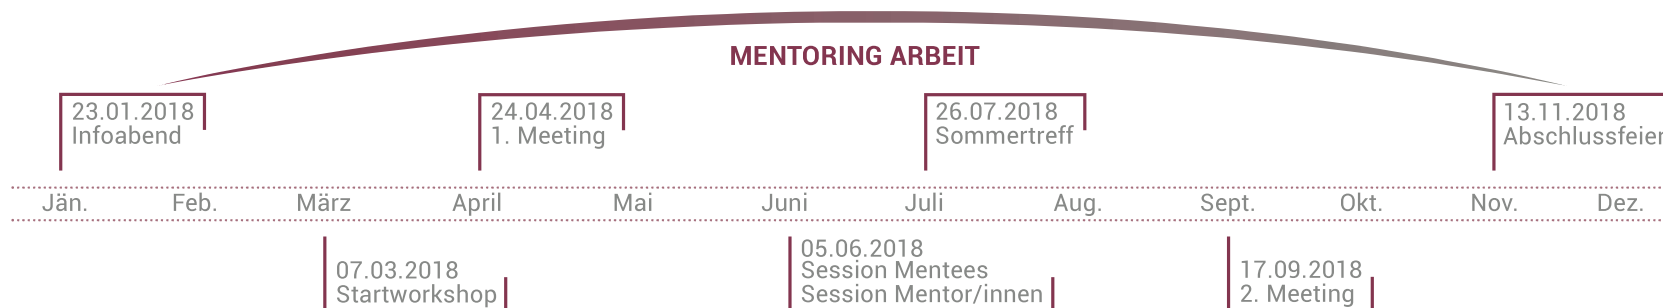 MENTORING ARBEIT
23.01.2018
Infoabend
24.04.2018
1. Meeting
26.07.2018
Sommertreff
13.11.2018
Abschlussfeier
Jän. Feb. März April Mai Juni Juli Aug. Sept. Okt. Nov. Dez.
07.03.2018
Startworkshop
05.06.2018
Session Mentees
Session Mentor/innen
17.09.2018
2. Meeting